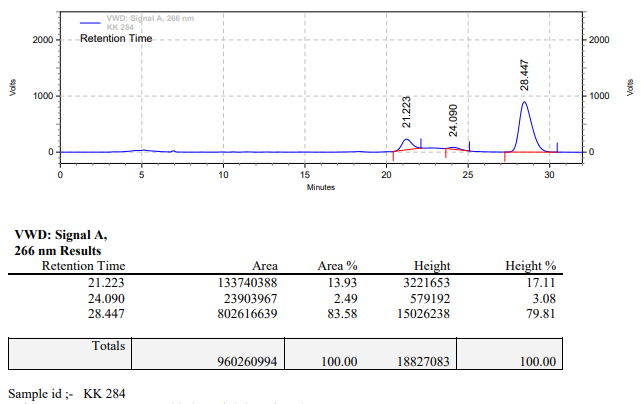 VWD: Signal A, 266 nm
KK 284
Retention Time
Volts
2000
1000
0
21.223
24.090
28.447
2000
1000
0
Volts
0 5 10 15 20 25 30
Minutes
VWD: Signal A,
266 nm Results
Retention Time Area Area % Height Height %
21.223 133740388 13.93 3221653 17.11
24.090 23903967 2.49 579192 3.08
28.447 802616639 83.58 15026238 79.81
Totals
960260994 100.00 18827083 100.00
Sample id ;- KK 284